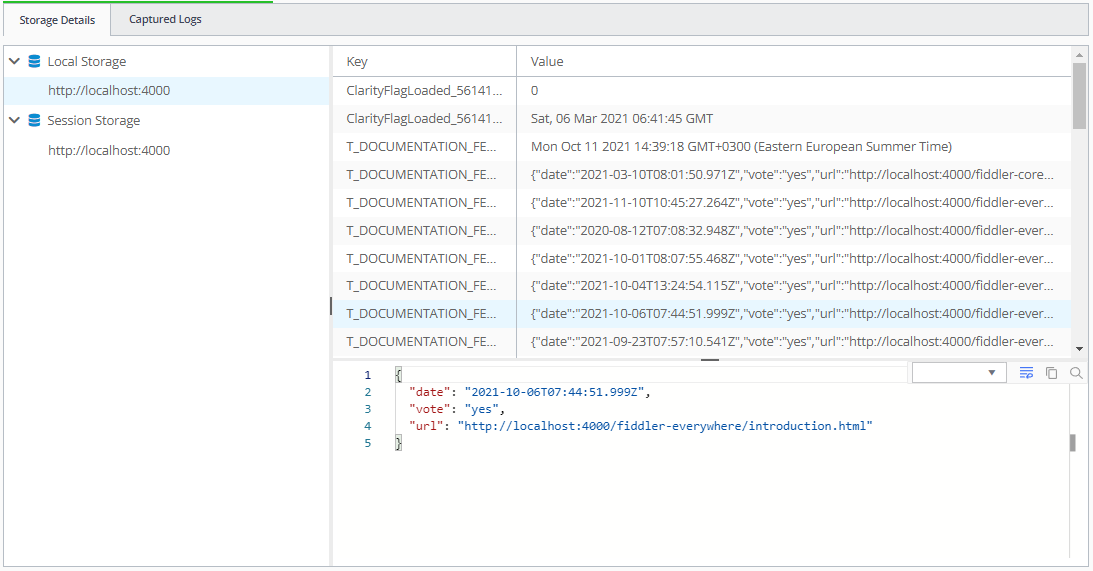 Storage Details Captured Logs
Local Storage
http://localhost:4000
Session Storage
http://localhost:4000
Key Value
ClarityFlagLoaded_56141... 0
ClarityFlagLoaded_56141... Sat, 06 Mar 2021 06:41:45 GMT
T_DOCUMENTATION_FE... Mon Oct 11 2021 14:39:18 GMT+0300 (Eastern European Summer Time)
T_DOCUMENTATION_FE... {"date":"2021-03-10T08:01:50.971Z","vote":"yes","url":"http://localhost:4000/fiddler-core...
T_DOCUMENTATION_FE... {"date":"2021-11-10T10:45:27.264Z","vote":"yes","url":"http://localhost:4000/fiddler-ever...
T_DOCUMENTATION_FE... {"date":"2020-08-12T07:08:32.948Z","vote":"yes","url":"http://localhost:4000/fiddler-ever...
T_DOCUMENTATION_FE... {"date":"2021-10-01T08:07:55.468Z","vote":"yes","url":"http://localhost:4000/fiddler-ever...
T_DOCUMENTATION_FE... {"date":"2021-10-04T13:24:54.115Z","vote":"yes","url":"http://localhost:4000/fiddler-ever...
T_DOCUMENTATION_FE... {"date":"2021-10-06T07:44:51.999Z","vote":"yes","url":"http://localhost:4000/fiddler-ever...
T_DOCUMENTATION_FE... {"date":"2021-09-23T07:57:10.541Z","vote":"yes","url":"http://localhost:4000/fiddler-ever...
1 {
2 "date": "2021-10-06T07:44:51.999Z",
3 "vote": "yes",
4 "url": "http://localhost:4000/fiddler-everywhere/introduction.html"
5 }